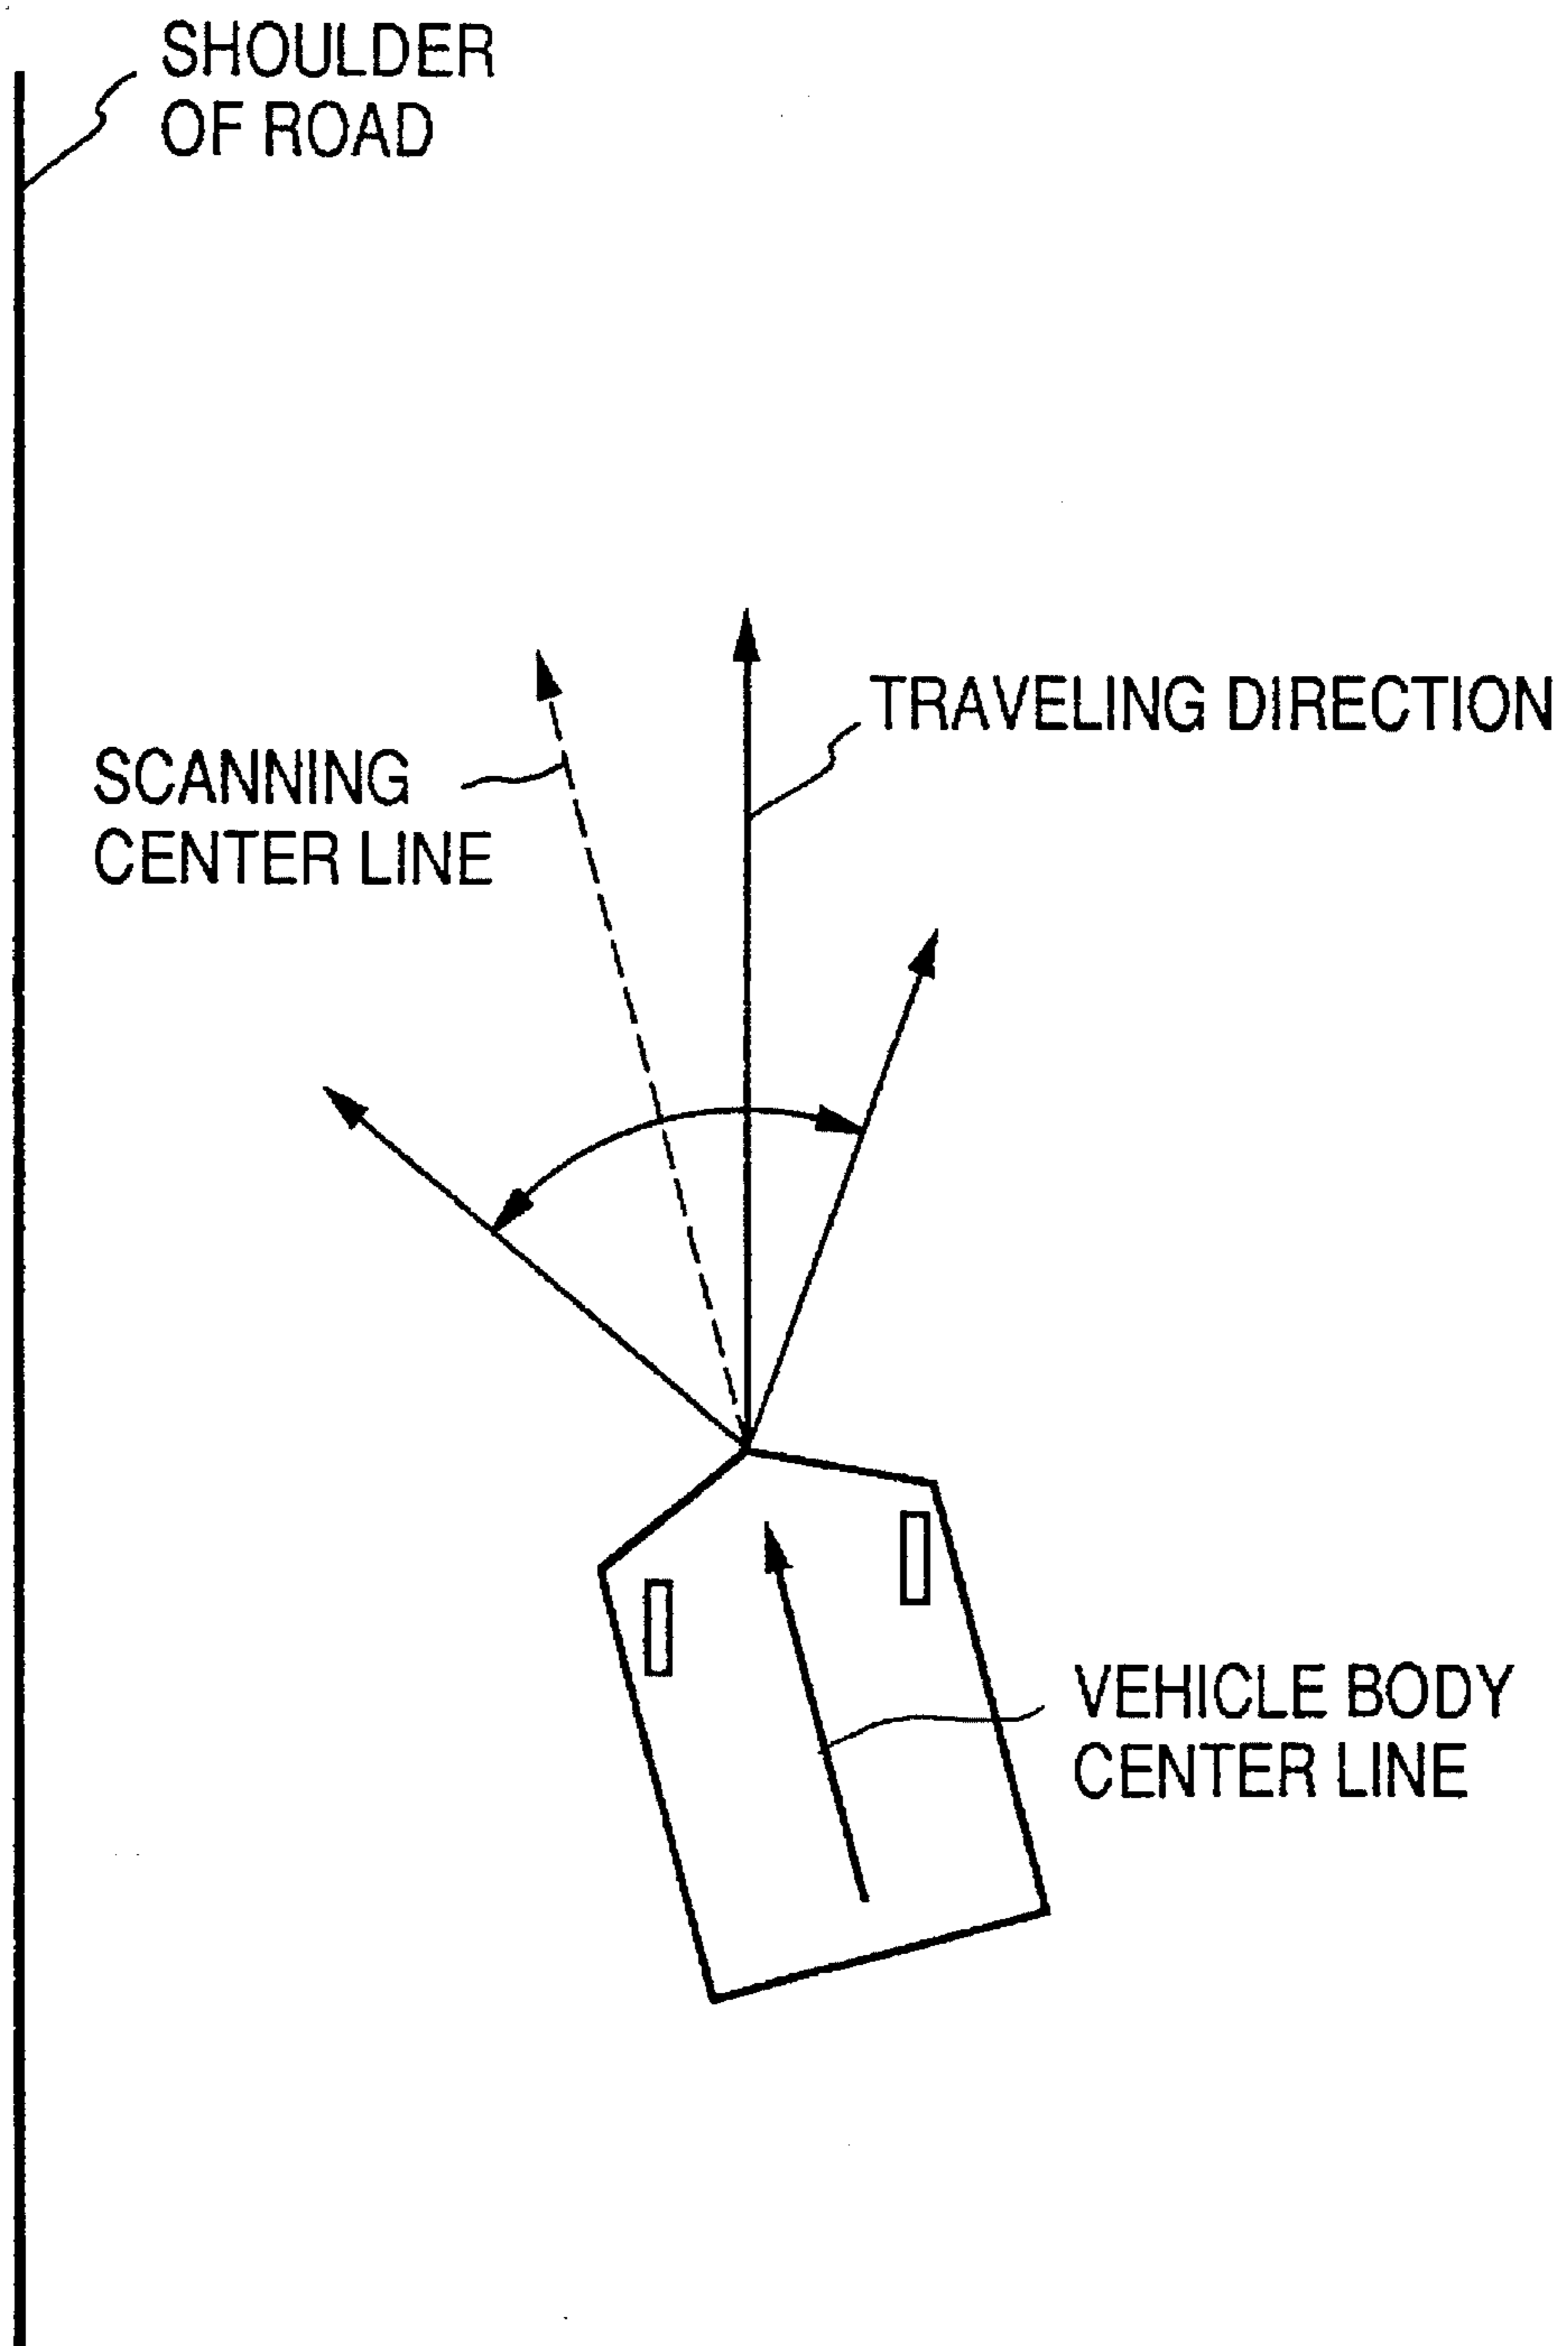 SHOULDER
OF ROAD
TRAVELING DIRECTION
SCANNING
CENTER LINE
VEHICLE BODY
CENTER LINE